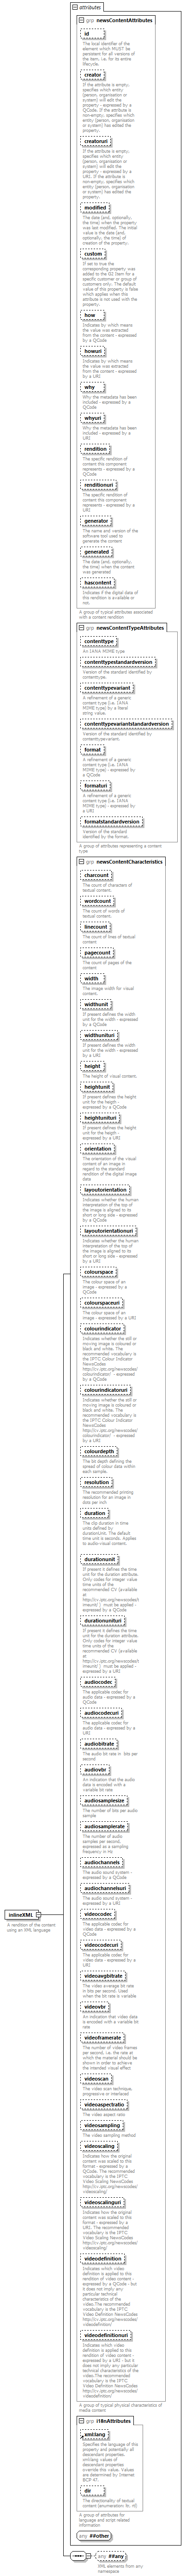 attributes
grp newsContentAttributes
id
The local identifier of the
element which MUST be
persistent for all versions of
the item, i.e. for its entire
lifecycle.
creator
If the attribute is empty,
specifies which entity
(person, organisation or
system) will edit the
property - expressed by a
QCode. If the attribute is
non-empty, specifies which
entity (person, organisation
or system) has edited the
property.
creatoruri
If the attribute is empty,
specifies which entity
(person, organisation or
system) will edit the
property - expressed by a
URI. If the attribute is
non-empty, specifies which
entity (person, organisation
or system) has edited the
property.
modified
The date (and, optionally,
the time) when the property
was last modified. The initial
value is the date (and,
optionally, the time) of
creation of the property.
custom
If set to true the
corresponding property was
added to the G2 Item for a
specific customer or group of
customers only. The default
value of this property is false
which applies when this
attribute is not used with the
property.
how
Indicates by which means
the value was extracted
from the content - expressed
by a QCode
howuri
Indicates by which means
the value was extracted
from the content - expressed
by a URI
why
Why the metadata has been
included - expressed by a
QCode
whyuri
Why the metadata has been
included - expressed by a
URI
rendition
The specific rendition of
content this component
represents - expressed by a
QCode
renditionuri
The specific rendition of
content this component
represents - expressed by a
URI
generator
The name and version of the
software tool used to
generate the content
generated
The date (and, optionally,
the time) when the content
was generated
hascontent
Indicates if the digital data of
this rendition is available or
not.
A group of typical attributes associated
with a content rendition
grp newsContentTypeAttributes
contenttype
An IANA MIME type
contenttypestandardversion
Version of the standard identified by
contenttype.
contenttypevariant
A refinement of a generic
content type (i.e. IANA
MIME type) by a literal
string value.
contenttypevariantstandardversion
Version of the standard identified by
contenttypevariant.
format
A refinement of a generic
content type (i.e. IANA
MIME type) - expressed by
a QCode
formaturi
A refinement of a generic
content type (i.e. IANA
MIME type) - expressed by
a URI
formatstandardversion
Version of the standard
identified by the format.
A group of attributes representing a content
type
grp newsContentCharacteristics
charcount
The count of characters of
textual content.
wordcount
The count of words of
textual content.
linecount
The count of lines of textual
content
pagecount
The count of pages of the
content
width
The image width for visual
content.
widthunit
If present defines the width
unit for the width - expressed
by a QCode
widthunituri
If present defines the width
unit for the width - expressed
by a URI
height
The height of visual content.
heightunit
If present defines the height
unit for the height -
expressed by a QCode
heightunituri
If present defines the height
unit for the height -
expressed by a URI
orientation
The orientation of the visual
content of an image in
regard to the standard
rendition of the digital image
data
layoutorientation
Indicates whether the human
interpretation of the top of
the image is aligned to its
short or long side - expressed
by a QCode
layoutorientationuri
Indicates whether the human
interpretation of the top of
the image is aligned to its
short or long side - expressed
by a URI
colourspace
The colour space of an
image - expressed by a
QCode
colourspaceuri
The colour space of an
image - expressed by a URI
colourindicator
Indicates whether the still or
moving image is coloured or
black and white. The
recommended vocabulary is
the IPTC Colour Indicator
NewsCodes
http://cv.iptc.org/newscodes/
colourindicator/ - expressed
by a QCode
colourindicatoruri
Indicates whether the still or
moving image is coloured or
black and white. The
recommended vocabulary is
the IPTC Colour Indicator
NewsCodes
http://cv.iptc.org/newscodes/
colourindicator/ - expressed
by a URI
colourdepth
The bit depth defining the
spread of colour data within
each sample.
resolution
The recommended printing
resolution for an image in
dots per inch
duration
The clip duration in time
units defined by
durationUnit. The default
time unit is seconds. Applies
to audio-visual content.
durationunit
If present it defines the time
unit for the duration attribute.
Only codes for integer value
time units of the
recommended CV (available
at
http://cv.iptc.org/newscodes/t
imeunit/ ) must be applied -
expressed by a QCode
durationunituri
If present it defines the time
unit for the duration attribute.
Only codes for integer value
time units of the
recommended CV (available
at
http://cv.iptc.org/newscodes/t
imeunit/ ) must be applied -
expressed by a URI
audiocodec
The applicable codec for
audio data - expressed by a
QCode
audiocodecuri
The applicable codec for
audio data - expressed by a
URI
audiobitrate
The audio bit rate in bits per
second
audiovbr
An indication that the audio
data is encoded with a
variable bit rate
audiosamplesize
The number of bits per audio
sample
audiosamplerate
The number of audio
samples per second,
expressed as a sampling
frequency in Hz
audiochannels
The audio sound system -
expressed by a QCode
audiochannelsuri
The audio sound system -
expressed by a URI
videocodec
The applicable codec for
video data - expressed by a
QCode
videocodecuri
The applicable codec for
video data - expressed by a
URI
videoavgbitrate
The video average bit rate
in bits per second. Used
when the bit rate is variable
videovbr
An indication that video data
is encoded with a variable bit
rate
videoframerate
The number of video frames
per second, i.e. the rate at
which the material should be
shown in order to achieve
the intended visual effect
videoscan
The video scan technique,
progressive or interlaced
videoaspectratio
The video aspect ratio
videosampling
The video sampling method
videoscaling
Indicates how the original
content was scaled to this
format - expressed by a
QCode. The recommended
vocabulary is the IPTC
Video Scaling NewsCodes
http://cv.iptc.org/newscodes/
videoscaling/
videoscalinguri
Indicates how the original
content was scaled to this
format - expressed by a
URI. The recommended
vocabulary is the IPTC
Video Scaling NewsCodes
http://cv.iptc.org/newscodes/
videoscaling/
videodefinition
Indicates which video
definition is applied to this
rendition of video content -
expressed by a QCode - but
it does not imply any
particular technical
characteristics of the
video.The recommended
vocabulary is the IPTC
Video Definition NewsCodes
http://cv.iptc.org/newscodes/
videodefinition/
videodefinitionuri
Indicates which video
definition is applied to this
rendition of video content -
expressed by a URI - but it
does not imply any particular
technical characteristics of the
video.The recommended
vocabulary is the IPTC
Video Definition NewsCodes
http://cv.iptc.org/newscodes/
videodefinition/
A group of typical physical characteristics of
media content
grp i18nAttributes
xml:lang
Specifies the language of this
property and potentially all
descendant properties.
xml:lang values of
descendant properties
override this value. Values
are determined by Internet
BCP 47.
dir
The directionality of textual
content (enumeration: ltr, rtl)
A group of attributes for
language and script related
information
any ##other
inlineXML
A rendition of the content
using an XML language
any ##any
XML elements from any
namespace